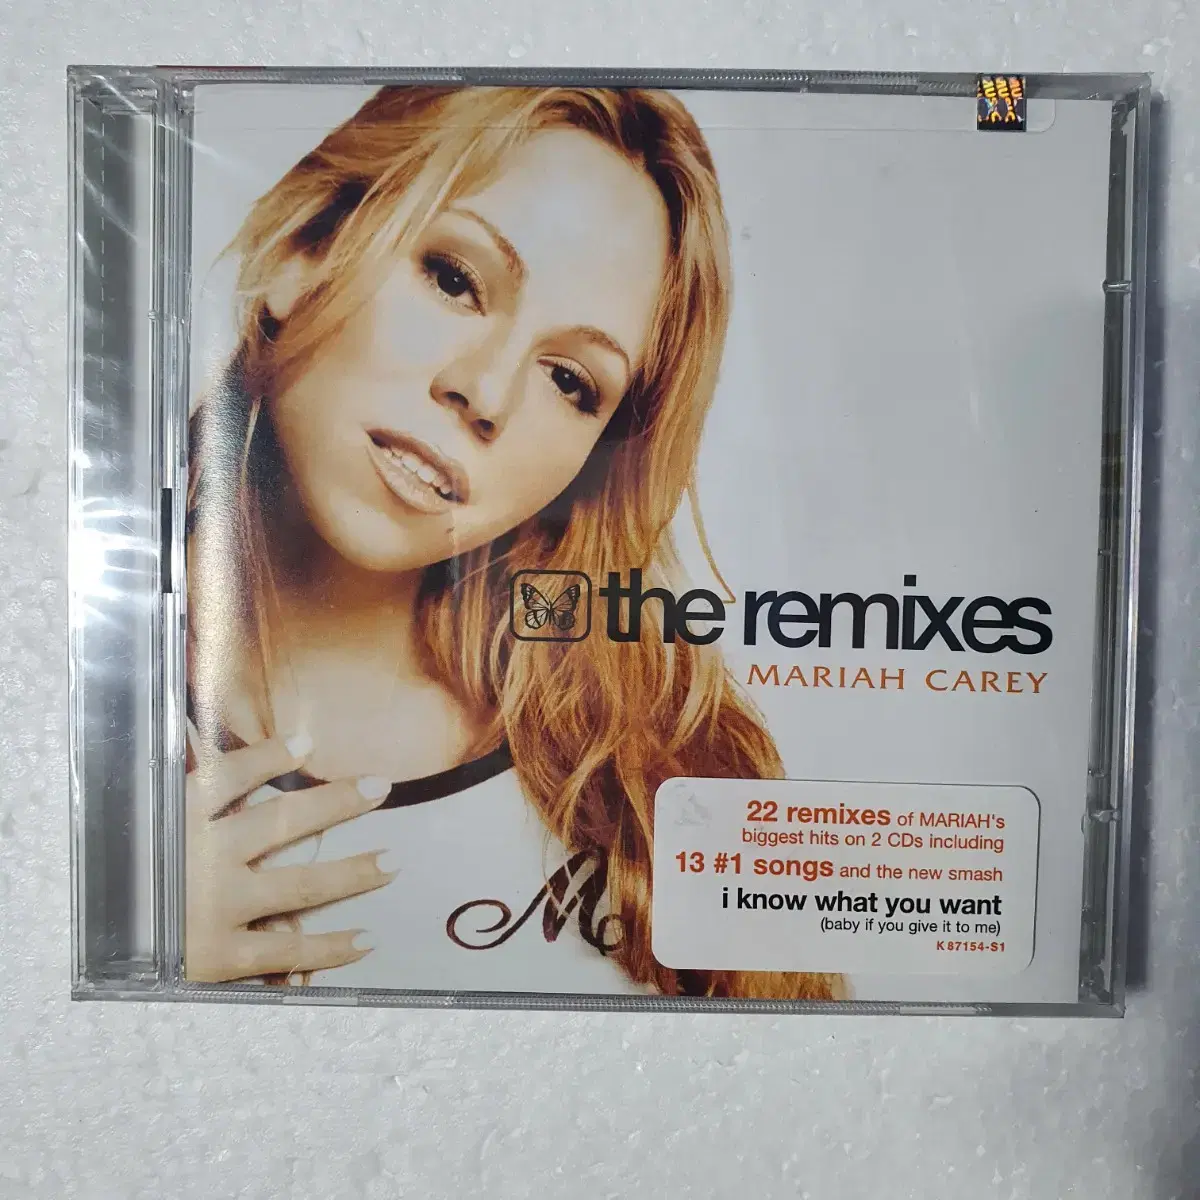 the remixes
MARIAH CAREY
22 remixes of MARIAH's
biggest hits on 2 CDs including
13 #1 songs and the new smash
i know what you want
(baby if you give it to me)
K 87154-S1
M